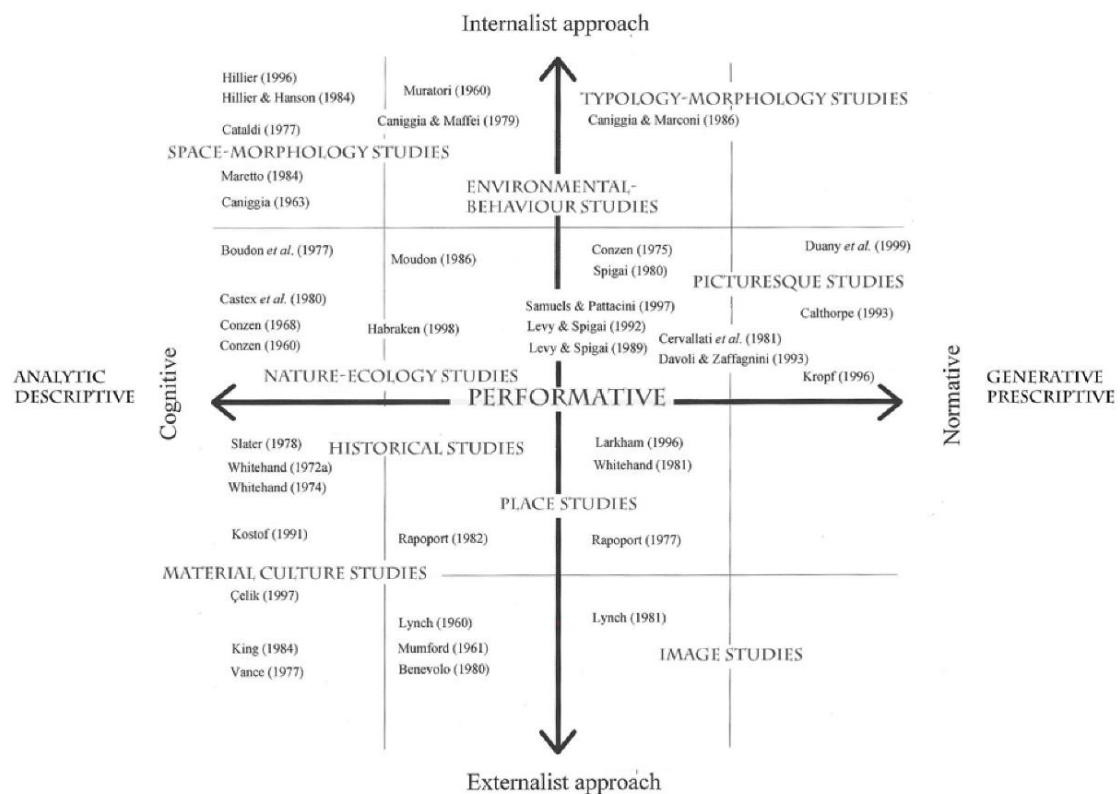 Internalist approach
Hillier (1996)
Hillier & Hanson (1984)
Muratori (1960)
TYPOLOGY-MORPHOLOGY STUDIES
Caniggia & Maffei (1979)
Caniggia & Marconi (1986)
Cataldi (1977)
SPACE-MORPHOLOGY STUDIES
Maretto (1984)
ENVIRONMENTAL-
BEHAVIOUR STUDIES
Caniggia (1963)
Boudon et al. (1977)
Moudon (1986)
Conzen (1975)
Duany et al. (1999)
Spigai (1980)
PICTURESQUE STUDIES
Castex et al. (1980)
Samuels & Pattacini (1997)
Calthorpe (1993)
Conzen (1968)
Habraken (1998)
Levy & Spigai (1992)
Cervallati et al. (1981)
Conzen (1960)
Levy & Spigai (1989)
Davoli & Zaffagnini (1993)
NATURE-ECOLOGY STUDIES
Kropf (1996)
ANALYTIC
DESCRIPTIVE
Cognitive
PERFORMATIVE
Normative
GENERATIVE
PRESCRIPTIVE
Slater (1978)
HISTORICAL STUDIES
Larkham (1996)
Whitehand (1972a)
Whitehand (1981)
Whitehand (1974)
PLACE STUDIES
Kostof (1991)
Rapoport (1982)
Rapoport (1977)
MATERIAL CULTURE STUDIES
Çelik (1997)
Lynch (1960)
Lynch (1981)
King (1984)
Mumford (1961)
IMAGE STUDIES
Vance (1977)
Benevolo (1980)
Externalist approach